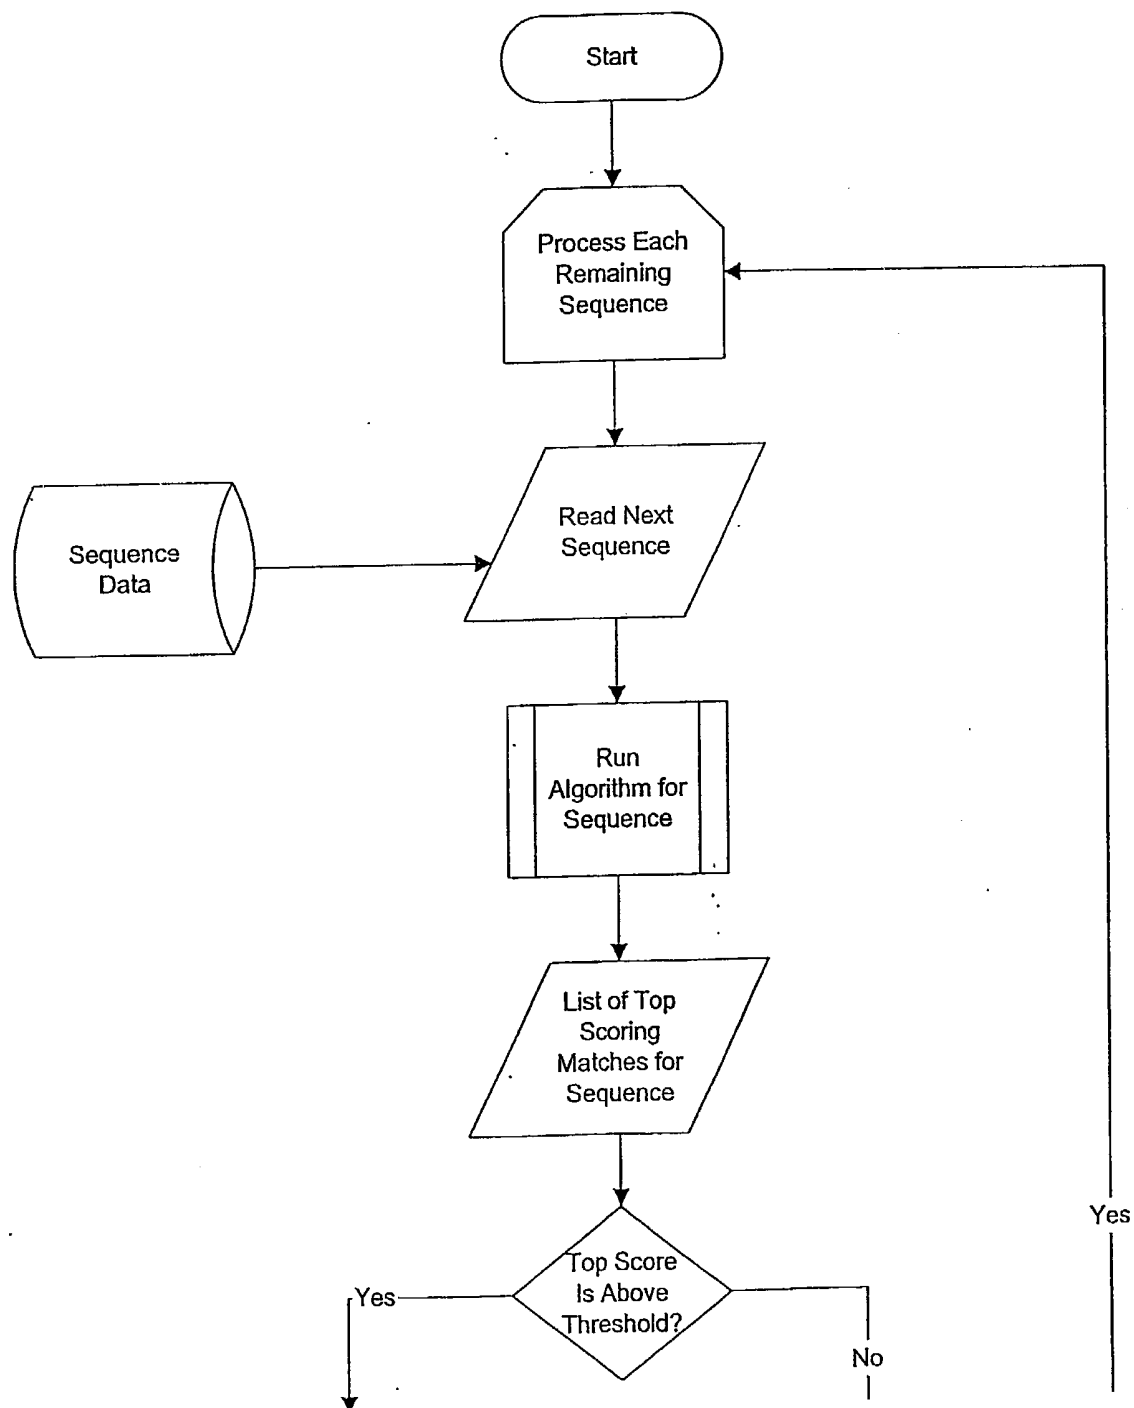 Start
Process Each
Remaining
Sequence
Read Next
Sequence
Sequence
Data
Run
Algorithm for
Sequence
List of Top
Scoring
Matches for
Sequence
Yes
Top Score
Is Above
Threshold?
Yes
No